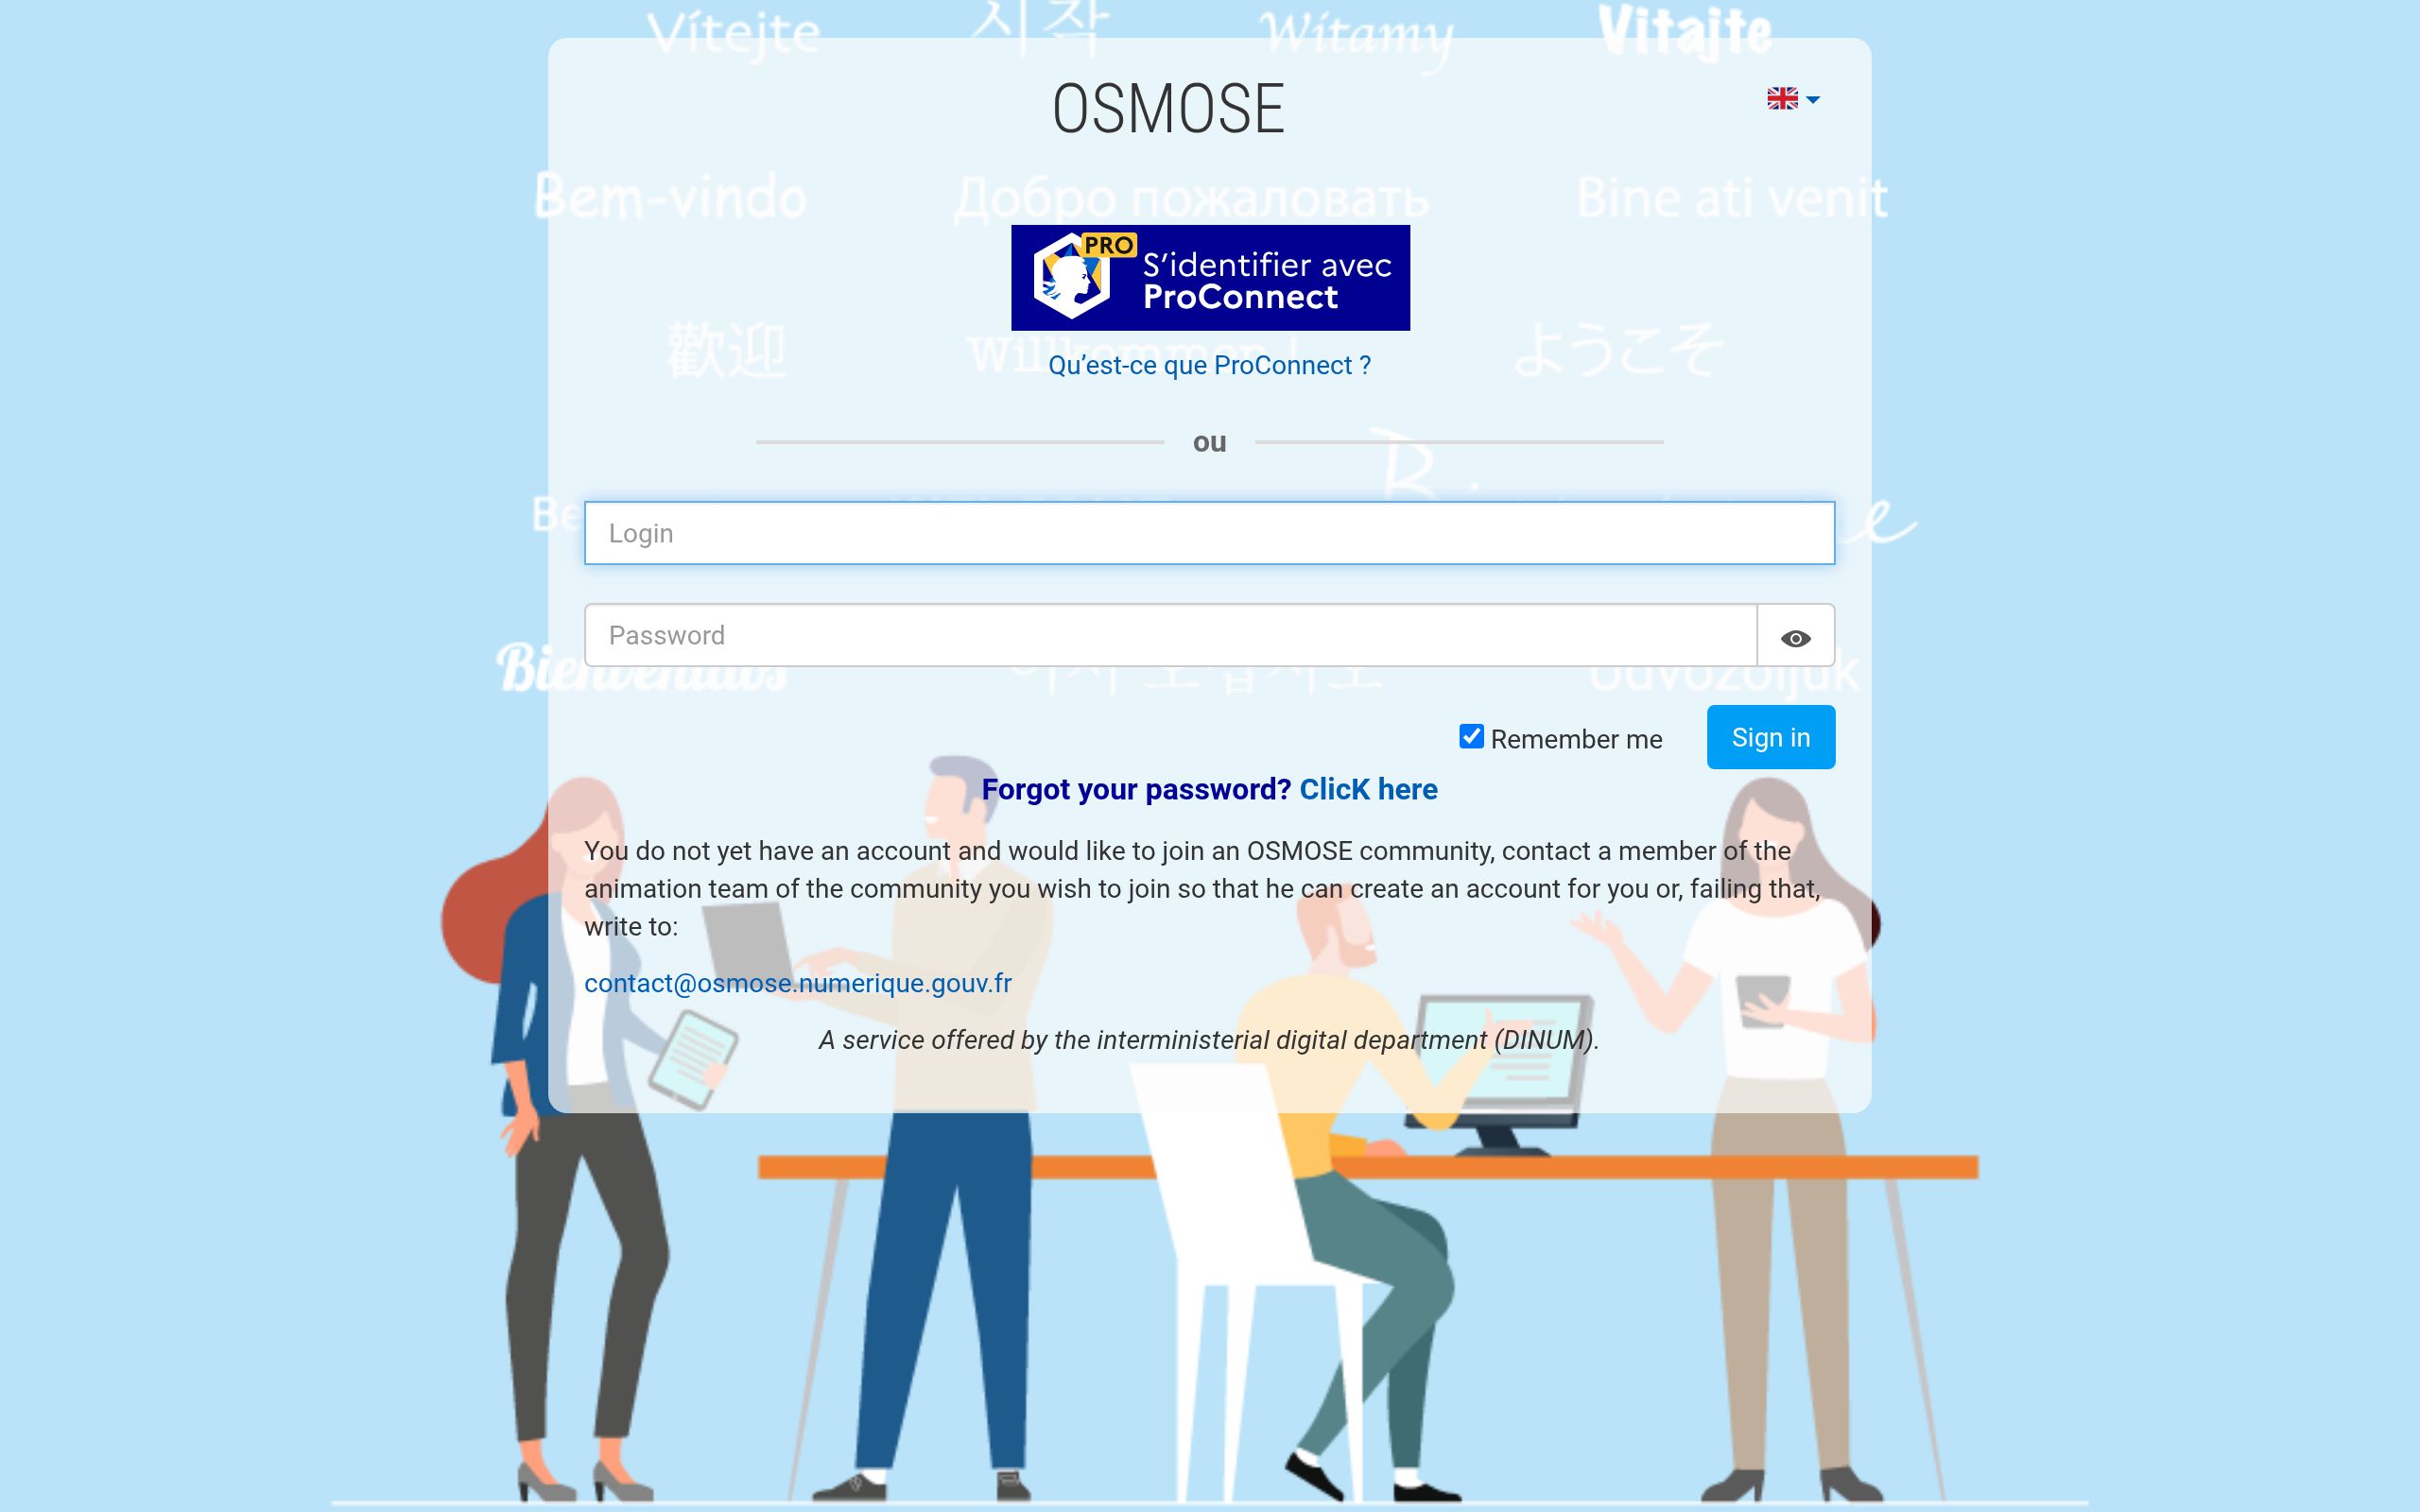 Vítejte 시작 Witamy Vitajte
OSMOSE
Bem-vindo Добро пожаловать Bine ati venit
PRO
S’identifier avec
ProConnect
歡迎 Willkommen ! ようこそ
Qu’est-ce que ProConnect ?
ou
Login
Password
Bienvenidos
Remember me
Sign in
Forgot your password? ClicK here
You do not yet have an account and would like to join an OSMOSE community, contact a member of the
animation team of the community you wish to join so that he can create an account for you or, failing that,
write to:
contact@osmose.numerique.gouv.fr
A service offered by the interministerial digital department (DINUM).